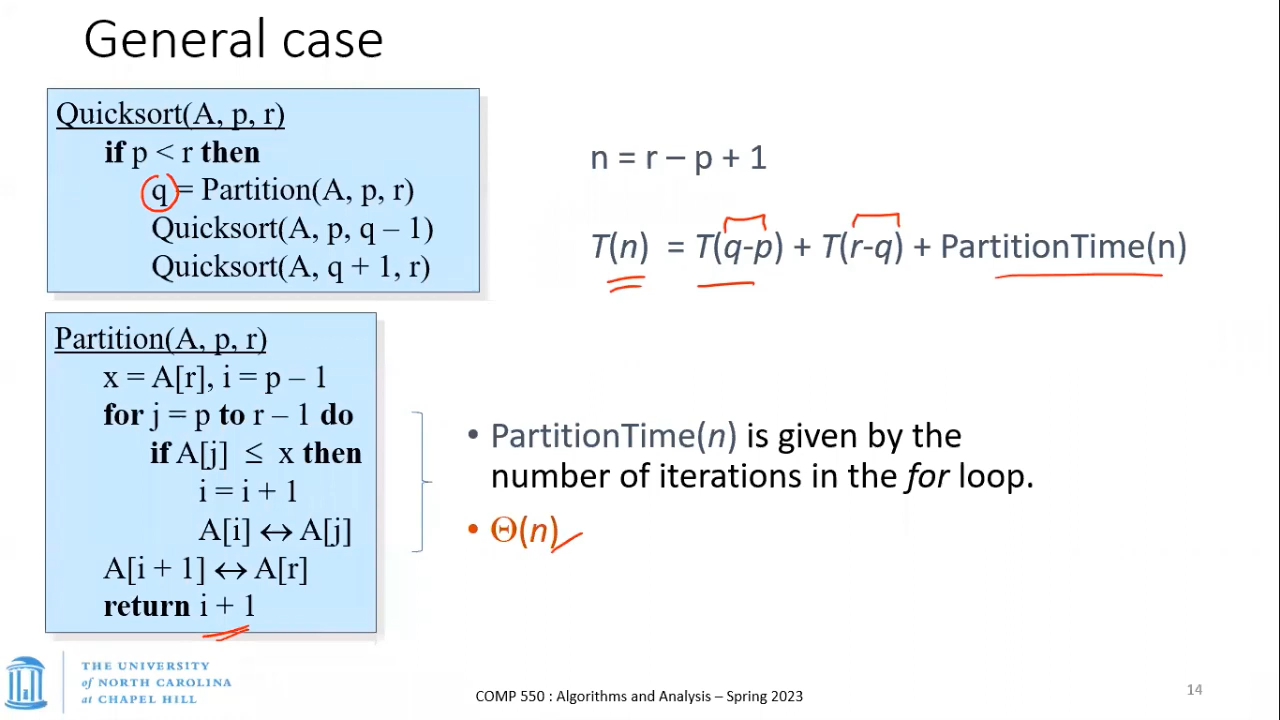 General case
Quicksort(A, p, r)
if p < r then
q = Partition(A, p, r)
Quicksort(A, p, q – 1)
Quicksort(A, q + 1, r)
n = r – p + 1
T(n) = T(q-p) + T(r-q) + PartitionTime(n)
Partition(A, p, r)
x = A[r], i = p – 1
for j = p to r – 1 do
if A[j] ≤ x then
i = i + 1
A[i] ↔ A[j]
A[i + 1] ↔ A[r]
return i + 1
• PartitionTime(n) is given by the
number of iterations in the for loop.
• Θ(n)
THE UNIVERSITY
of NORTH CAROLINA
at CHAPEL HILL
COMP 550 : Algorithms and Analysis – Spring 2023
14